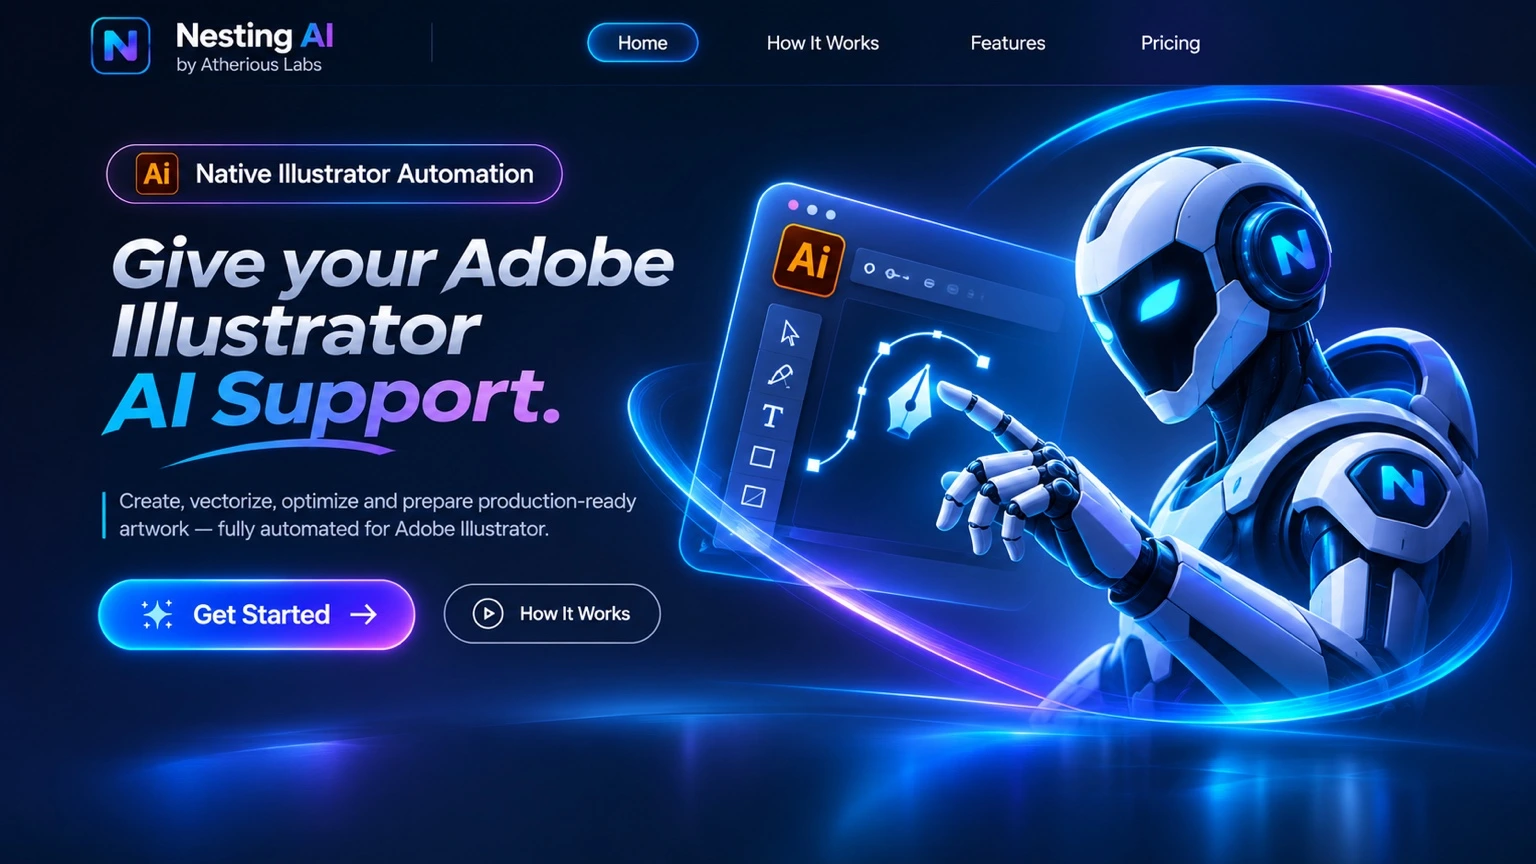 N
Nesting AI
by Atherious Labs
Home
How It Works
Features
Pricing
Ai
Native Illustrator Automation
Give your Adobe
Illustrator
AI Support.
Create, vectorize, optimize and prepare production-ready
artwork — fully automated for Adobe Illustrator.
Get Started
How It Works
Ai
T
N
N